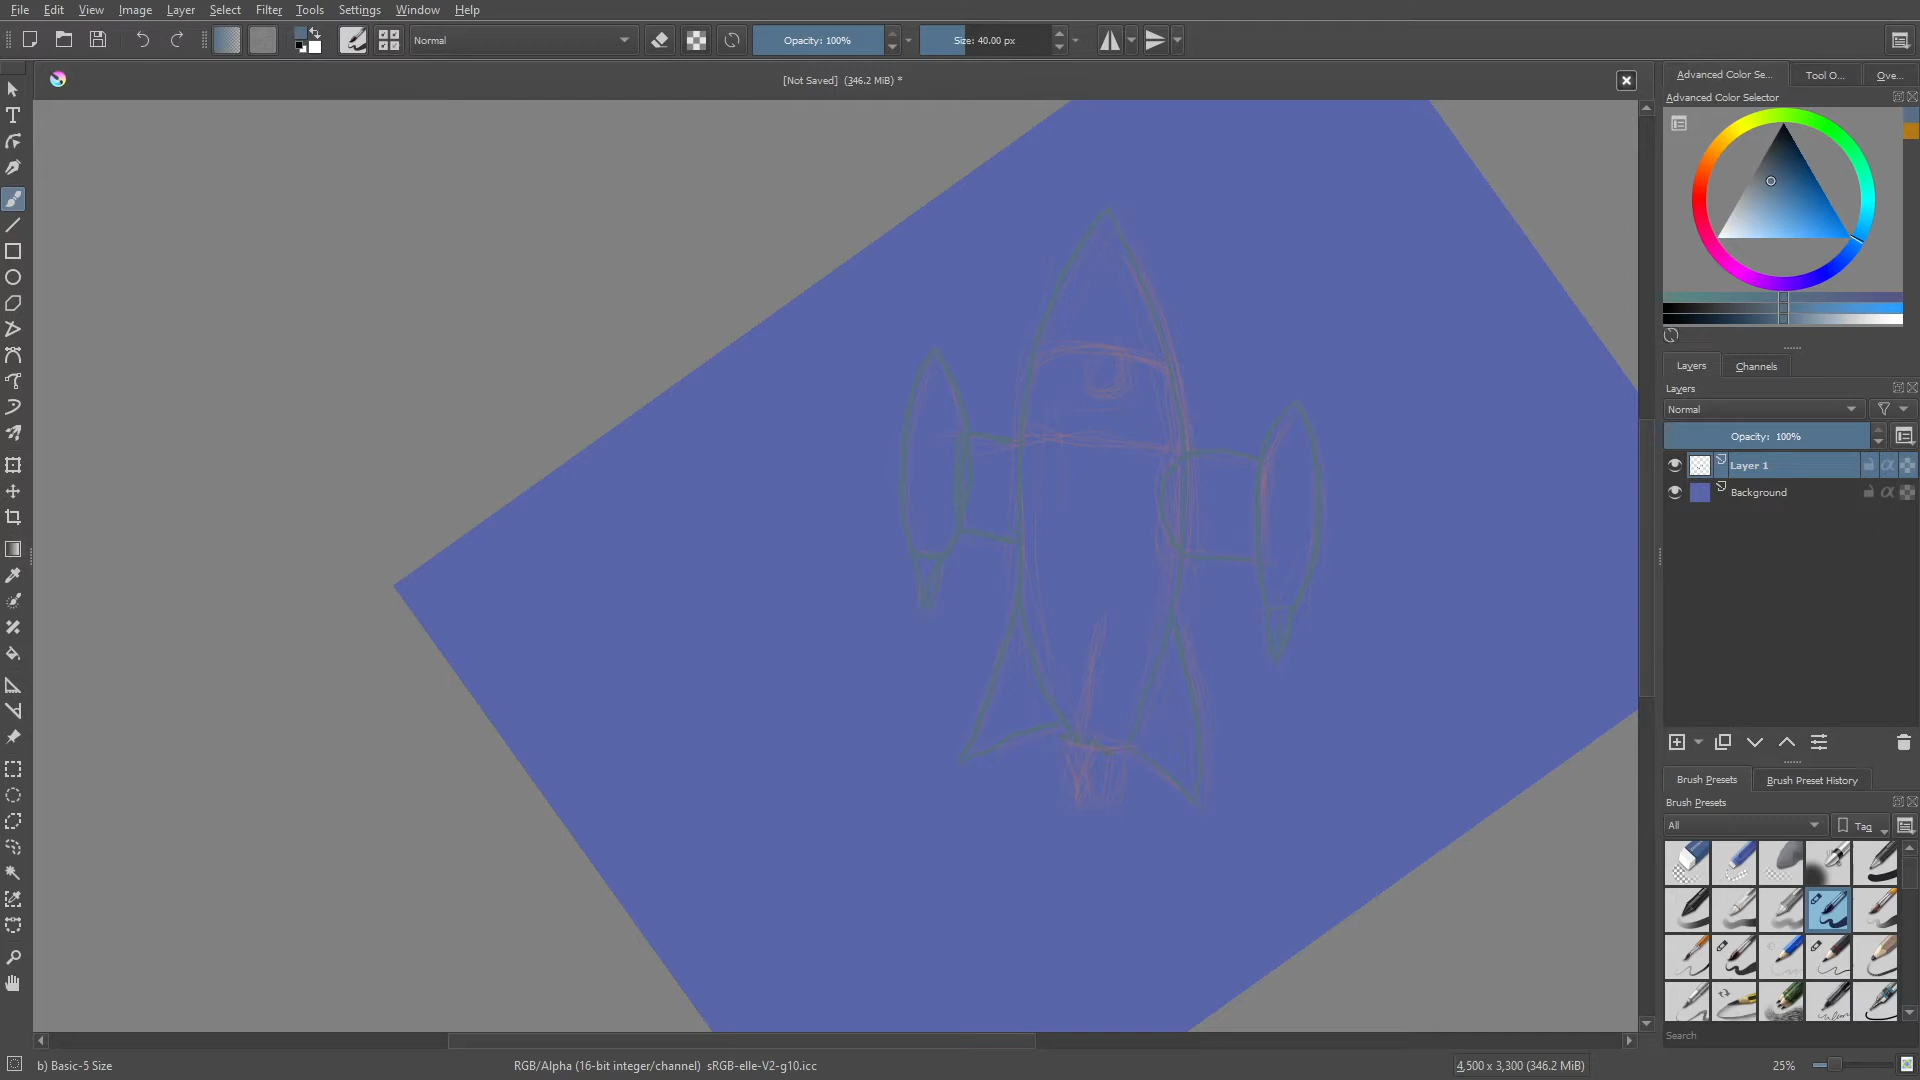 File Edit View Image Layer Select Filter Tools Settings Window Help
Normal
Opacity: 100%
Size: 40.00 px
[Not Saved] (346.2 MiB) *
Advanced Color Se... Tool O... Ove...
Advanced Color Selector
Layers Channels
Layers
Normal
Opacity: 100%
Layer 1
Background
Brush Presets Brush Preset History
Brush Presets
All
Tag
Search
b) Basic-5 Size
RGB/Alpha (16-bit integer/channel) sRGB-elle-V2-g10.icc
4,500 x 3,300 (346.2 MiB)
25%